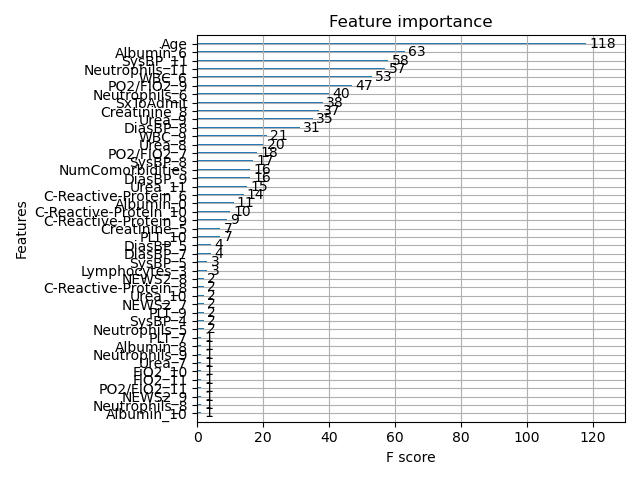 Feature importance
Age 118
Albumin_6 63
SysBP_11 58
Neutrophils_11 57
WBC_6 53
PO2/FIO2_9 47
Neutrophils_6 40
SxToAdmit 38
Creatinine_8 37
Urea_9 35
DiasBP_8 31
WBC_9 21
Urea_8 20
PO2/FIO2_7 18
SysBP_8 17
NumComorbidities 16
DiasBP_9 16
Urea_11 15
C-Reactive-Protein_6 14
Albumin_0 11
C-Reactive-Protein_10 10
C-Reactive-Protein_9 9
Creatinine_5 7
PLT_10 7
DiasBP_5 4
DiasBP_7 4
SysBP_5 3
Lymphocytes_3 3
NEWS2_8 2
C-Reactive-Protein_8 2
Urea_10 2
NEWS2_7 2
PLT_9 2
SysBP_4 2
Neutrophils_5 2
PLT_7 1
Albumin_8 1
Neutrophils_9 1
Urea_7 1
FIO2_10 1
FIO2_11 1
PO2/FIO2_11 1
NEWS2_9 1
Neutrophils_8 1
Albumin_10 1
Features
0 20 40 60 80 100 120
F score